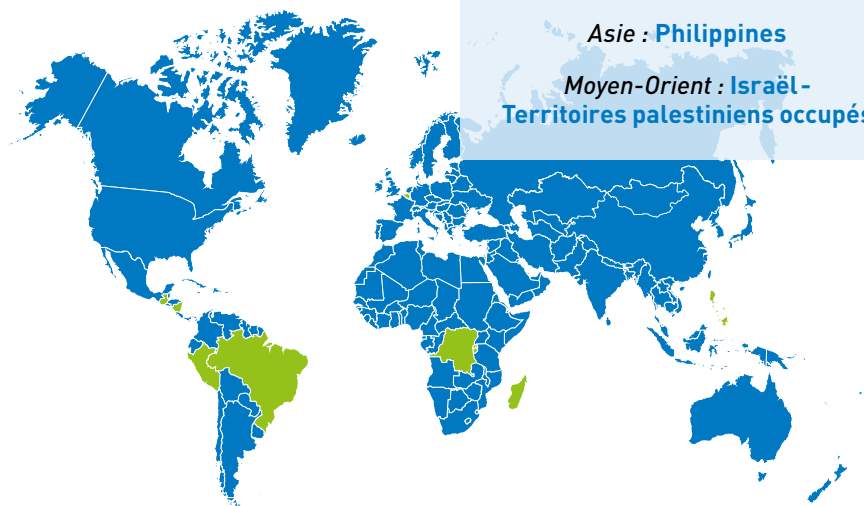 Asie : Philippines
Moyen-Orient : Israël -
Territoires palestiniens occupés